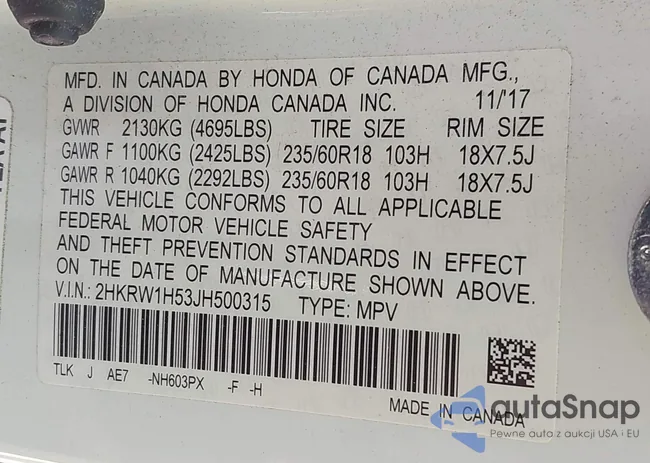 MFD. IN CANADA BY HONDA OF CANADA MFG.,
A DIVISION OF HONDA CANADA INC. 11/'17
GVWR 2130KG (4695LBS) TIRE SIZE RIM SIZE
GAWR F 1100KG (2425LBS) 235/60R18 103H 18X7.5J
GAWR R 1040KG (2292LBS) 235/60R18 103H 18X7.5J
THIS VEHICLE CONFORMS TO ALL APPLICABLE
FEDERAL MOTOR VEHICLE SAFETY
AND THEFT PREVENTION STANDARDS IN EFFECT
ON THE DATE OF MANUFACTURE SHOWN ABOVE.
V.I.N.: 2HKRW1H53JH500315 TYPE: MPV
TLK J AE7 -NH603PX -F -H
MADE IN CANADA
autaSnap
Pewne auta z aukcji USA i EU